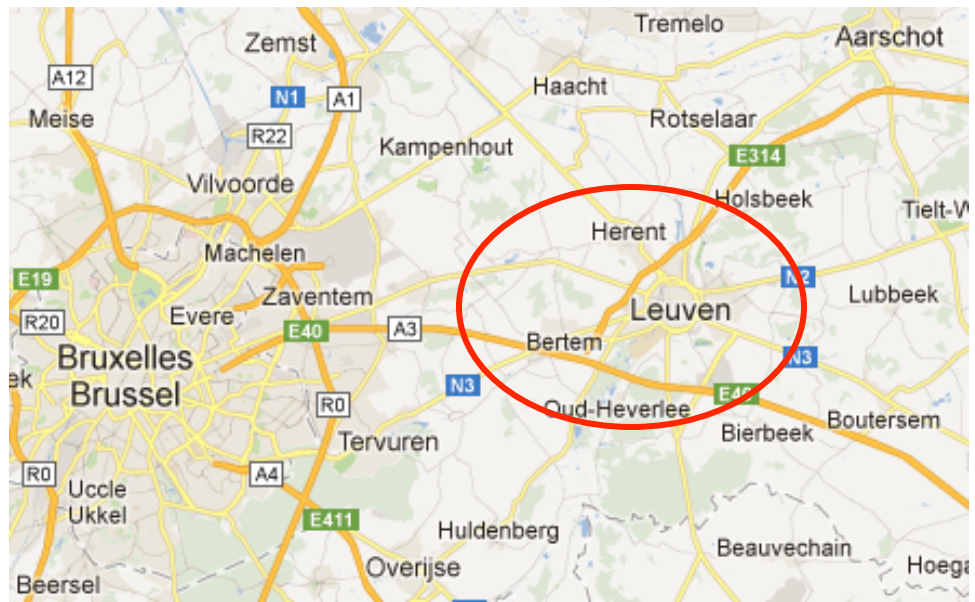 Tremelo
Zemst
Aarschot
A12
Haacht
N1
A1
Meise
Rotselaar
R22
Kampenhout
E314
Vilvoorde
Holsbeek
Tielt-W
Herent
Machelen
E19
N2
Zaventem
Lubbeek
Leuven
R20
Evere
E40
A3
Bertem
Bruxelles
Brussel
ek
N3
N3
E40
R0
Oud-Heverlee
Boutersem
Tervuren
Bierbeek
R0
A4
Uccle
Ukkel
E411
Huldenberg
Beauvechain
Overijse
Hoega
Beersel